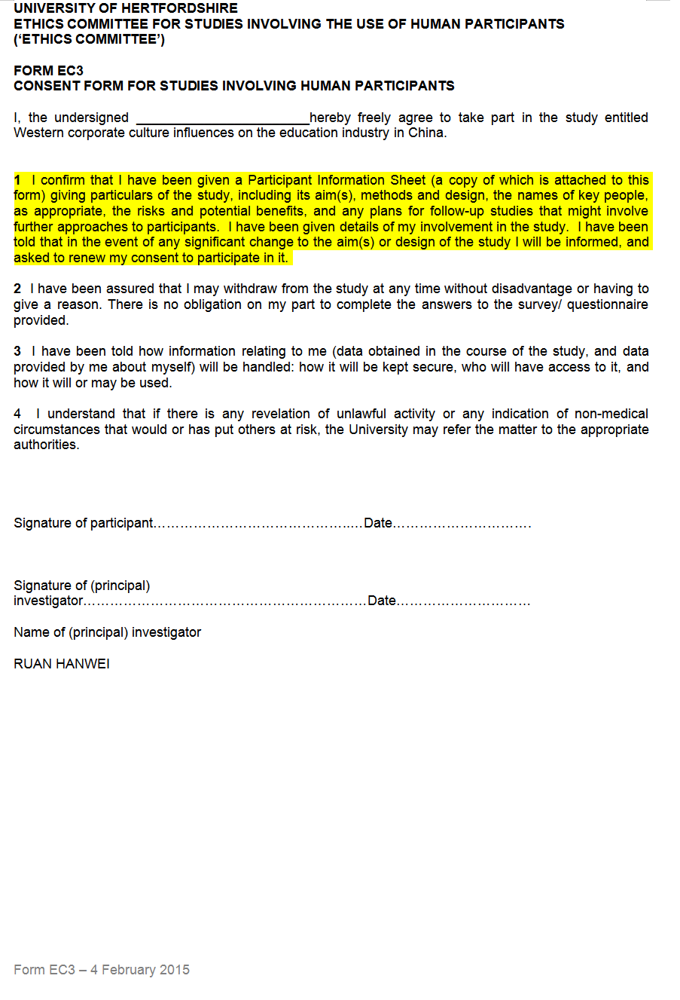 UNIVERSITY OF HERTFORDSHIRE
ETHICS COMMITTEE FOR STUDIES INVOLVING THE USE OF HUMAN PARTICIPANTS
(‘ETHICS COMMITTEE’)
FORM EC3
CONSENT FORM FOR STUDIES INVOLVING HUMAN PARTICIPANTS
I, the undersigned _______________________hereby freely agree to take part in the study entitled
Western corporate culture influences on the education industry in China.
1 I confirm that I have been given a Participant Information Sheet (a copy of which is attached to this
form) giving particulars of the study, including its aim(s), methods and design, the names of key people,
as appropriate, the risks and potential benefits, and any plans for follow-up studies that might involve
further approaches to participants. I have been given details of my involvement in the study. I have been
told that in the event of any significant change to the aim(s) or design of the study I will be informed, and
asked to renew my consent to participate in it.
2 I have been assured that I may withdraw from the study at any time without disadvantage or having to
give a reason. There is no obligation on my part to complete the answers to the survey/ questionnaire
provided.
3 I have been told how information relating to me (data obtained in the course of the study, and data
provided by me about myself) will be handled: how it will be kept secure, who will have access to it, and
how it will or may be used.
4 I understand that if there is any revelation of unlawful activity or any indication of non-medical
circumstances that would or has put others at risk, the University may refer the matter to the appropriate
authorities.
Signature of participant……………………………………..…Date………………………….
Signature of (principal)
investigator………………………………………………………Date…………………………
Name of (principal) investigator
RUAN HANWEI
Form EC3 – 4 February 2015